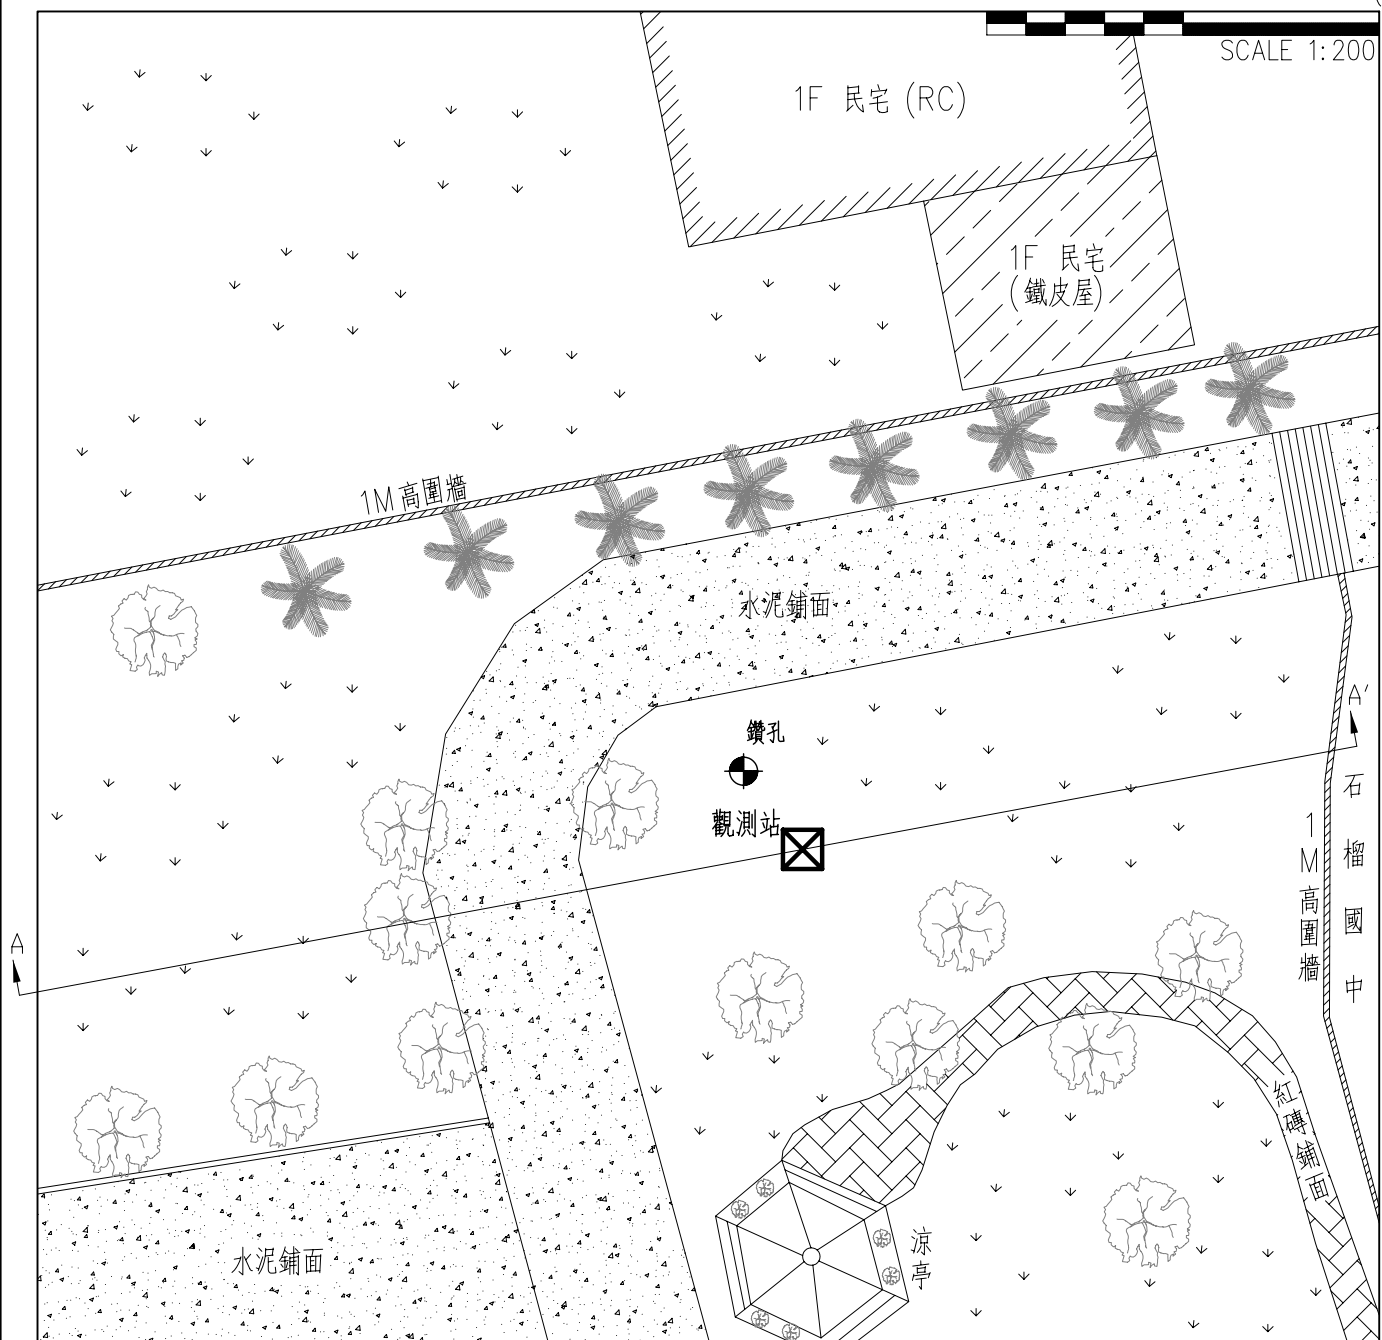 SCALE 1:200
1F 民宅 (RC)
1F 民宅
(鐵皮屋)
1M高圍牆
水泥鋪面
鑽孔
觀測站
A'
石榴國中
1M高圍牆
A
紅磚鋪面
涼亭
水泥鋪面